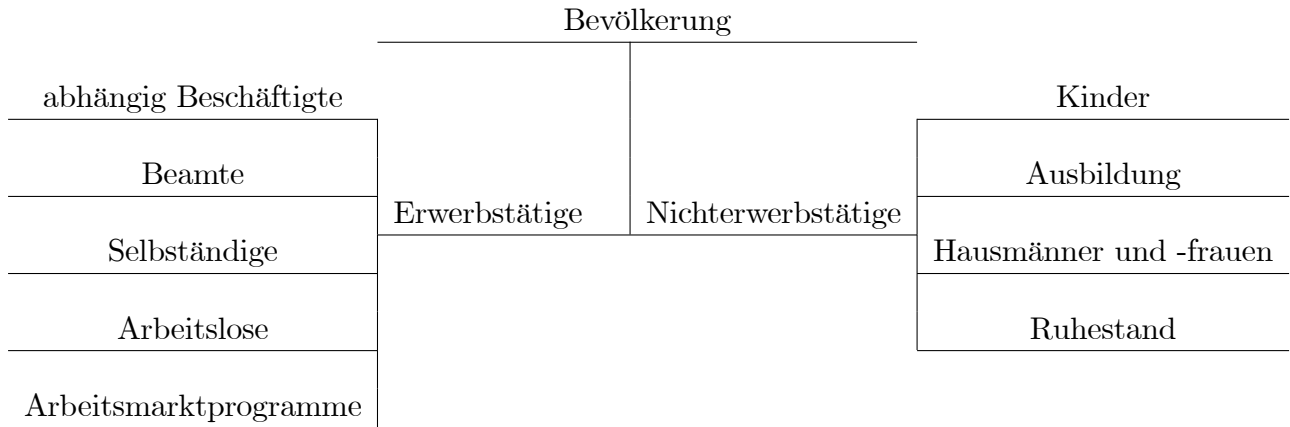 Bevölkerung
abhängig Beschäftigte
Kinder
Beamte
Ausbildung
Erwerbstätige
Nichterwerbstätige
Selbständige
Hausmänner und -frauen
Arbeitslose
Ruhestand
Arbeitsmarktprogramme